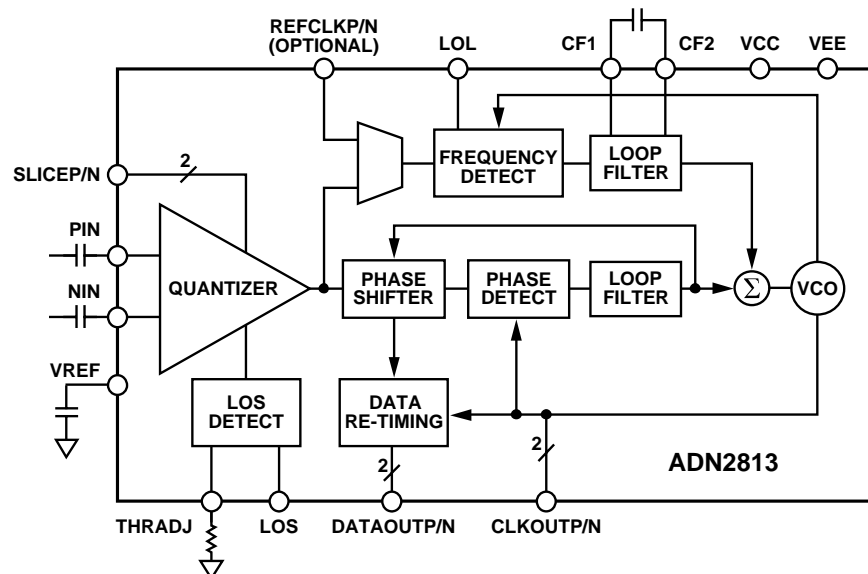 REFCLKP/N
(OPTIONAL)
LOL
CF1
CF2
VCC
VEE
SLICEP/N
2
FREQUENCY
DETECT
LOOP
FILTER
PIN
NIN
QUANTIZER
PHASE
SHIFTER
PHASE
DETECT
LOOP
FILTER
Σ
VCO
VREF
LOS
DETECT
DATA
RE-TIMING
2
2
ADN2813
THRADJ
LOS
DATAOUTP/N
CLKOUTP/N